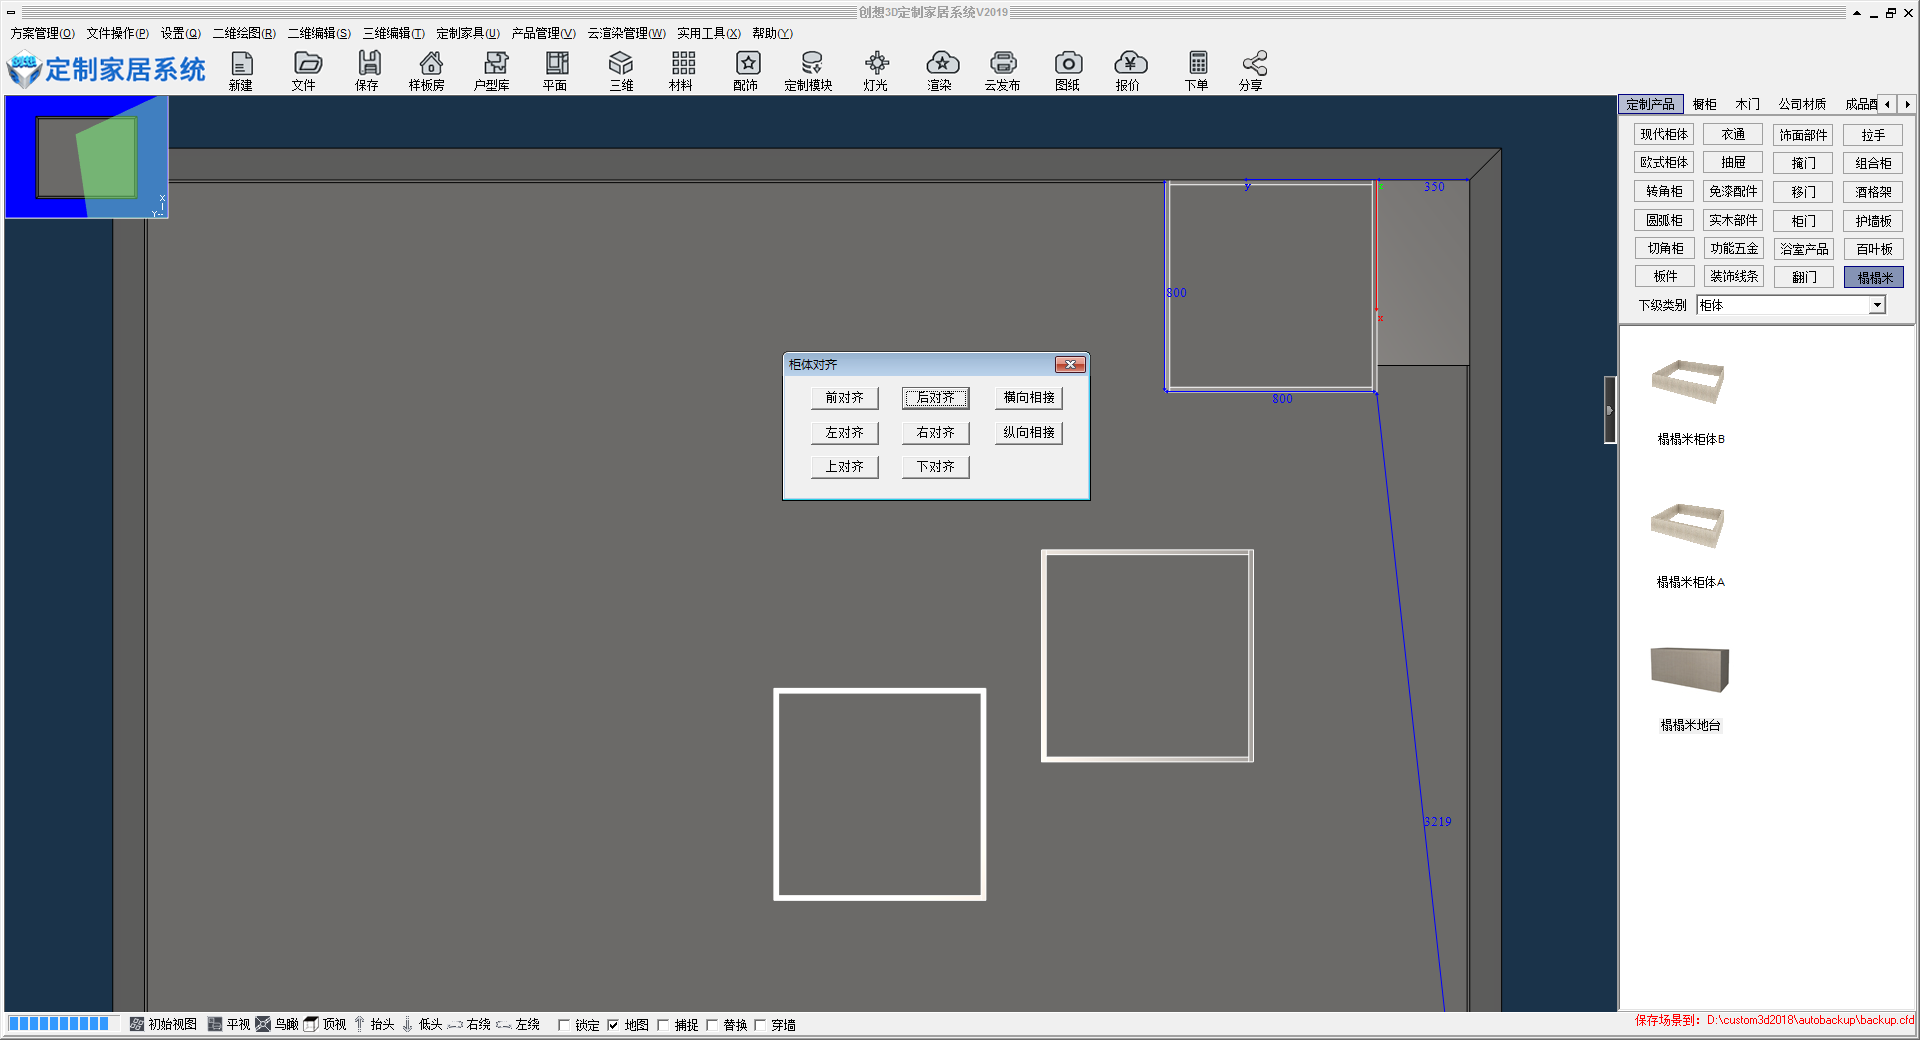 创想3D定制家居系统V2019
方案管理(O) 文件操作(P) 设置(Q) 二维绘图(R) 二维编辑(S) 三维编辑(T) 定制家具(U) 产品管理(V) 云渲染管理(W) 实用工具(X) 帮助(Y)
创想 定制家居系统
新建 文件 保存 样板房 户型库 平面 三维 材料 配饰 定制模块 灯光 渲染 云发布 图纸 报价 下单 分享
定制产品 橱柜 木门 公司材质 成品配
现代柜体 衣通 饰面部件 拉手
欧式柜体 抽屉 掩门 组合柜
转角柜 免漆配件 移门 酒格架
圆弧柜 实木部件 柜门 护墙板
切角柜 功能五金 浴室产品 百叶板
板件 装饰线条 翻门 榻榻米
下级类别 柜体
榻榻米柜体B
榻榻米柜体A
榻榻米地台
X
Y
y
z
350
800
x
800
3219
柜体对齐
前对齐 后对齐 横向相接
左对齐 右对齐 纵向相接
上对齐 下对齐
初始视图 平视 鸟瞰 顶视 抬头 低头 右绕 左绕 锁定 地图 捕捉 替换 穿墙
保存场景到: D:\custom3d2018\autobackup\backup.cfd